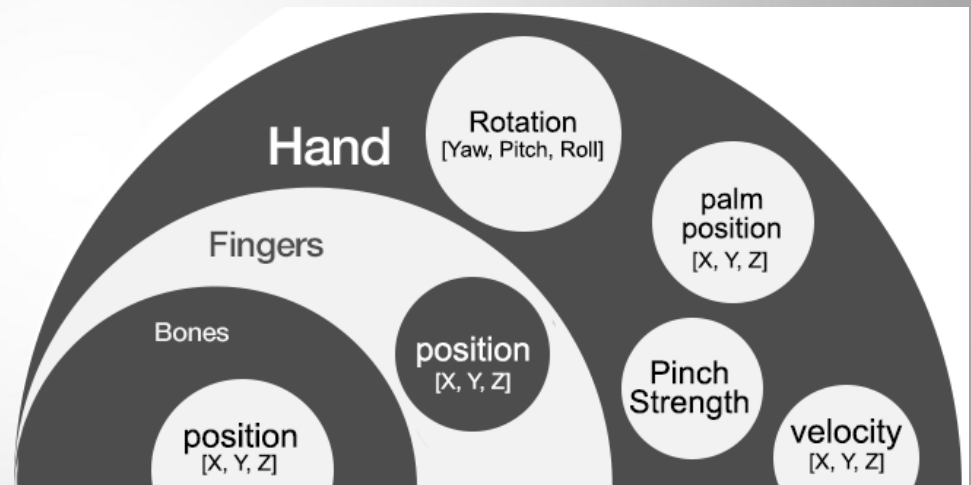 Hand
Rotation
[Yaw, Pitch, Roll]
palm
position
[X, Y, Z]
Fingers
Bones
position
[X, Y, Z]
Pinch
Strength
position
[X, Y, Z]
velocity
[X, Y, Z]